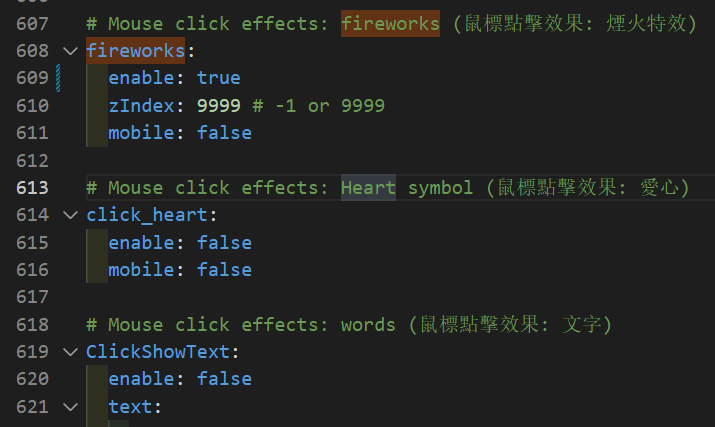 607 # Mouse click effects: fireworks (鼠標點擊效果: 煙火特效)
608 fireworks:
609 enable: true
610 zIndex: 9999 # -1 or 9999
611 mobile: false
612
613 # Mouse click effects: Heart symbol (鼠標點擊效果: 愛心)
614 click_heart:
615 enable: false
616 mobile: false
617
618 # Mouse click effects: words (鼠標點擊效果: 文字)
619 ClickShowText:
620 enable: false
621 text: